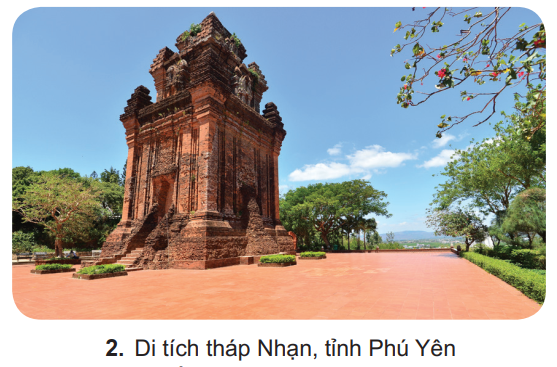 2. Di tích tháp Nhạn, tỉnh Phú Yên